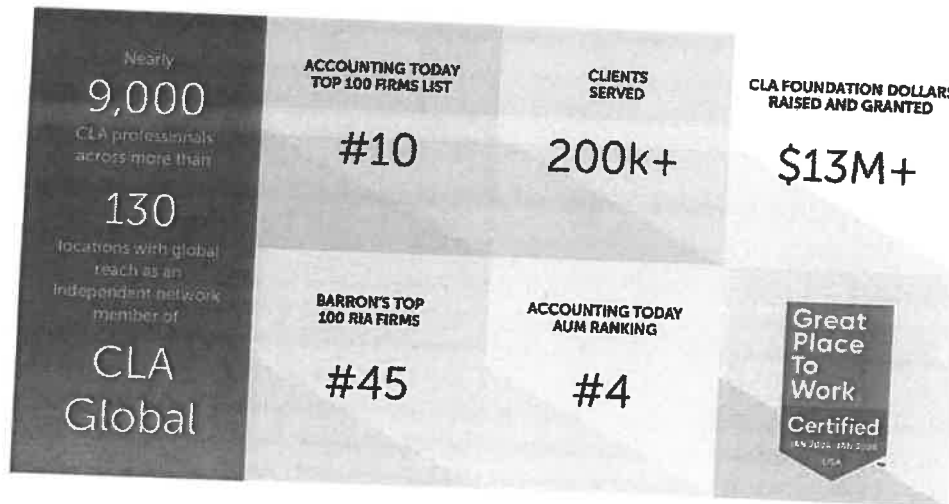 Nearly
9,000
CLA professionals
across more than
130
locations with global
reach as an
independent network
member of
CLA
Global
ACCOUNTING TODAY
TOP 100 FIRMS LIST
#10
CLIENTS
SERVED
200k+
CLA FOUNDATION DOLLARS
RAISED AND GRANTED
$13M+
BARRON'S TOP
100 RIA FIRMS
#45
ACCOUNTING TODAY
AUM RANKING
#4
Great
Place
To
Work
Certified
USA